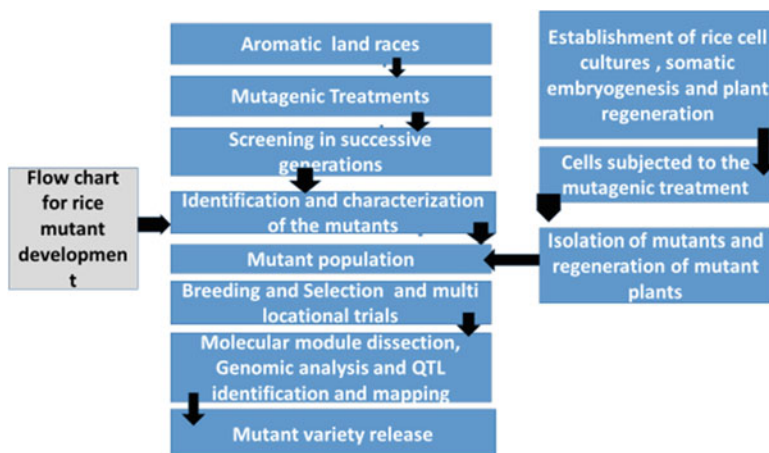 Aromatic land races
Mutagenic Treatments
Screening in successive
generations
Identification and characterization
of the mutants
Mutant population
Breeding and Selection and multi
locational trials
Molecular module dissection,
Genomic analysis and QTL
identification and mapping
Mutant variety release
Flow chart
for rice
mutant
developmen
t
Establishment of rice cell
cultures , somatic
embryogenesis and plant
regeneration
Cells subjected to the
mutagenic treatment
Isolation of mutants and
regeneration of mutant
plants